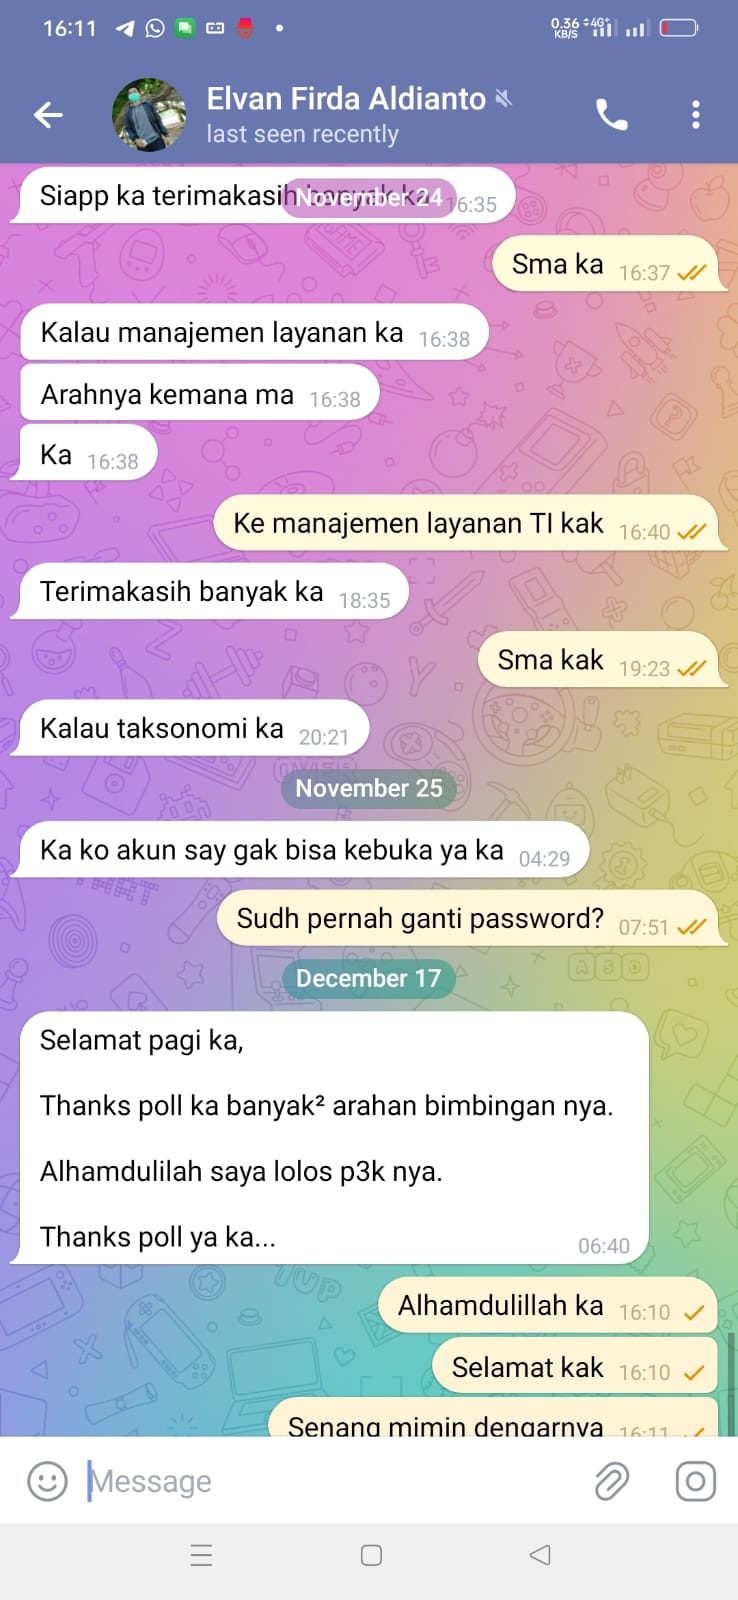 16:11
0.36 KB/S 4G+
Elvan Firda Aldianto
last seen recently
Siapp ka terimakasih banyak ka 16:35
November 24
Sma ka 16:37
Kalau manajemen layanan ka 16:38
Arahnya kemana ma 16:38
Ka 16:38
Ke manajemen layanan TI kak 16:40
Terimakasih banyak ka 18:35
Sma kak 19:23
Kalau taksonomi ka 20:21
November 25
Ka ko akun say gak bisa kebuka ya ka 04:29
Sudh pernah ganti password? 07:51
December 17
Selamat pagi ka,
Thanks poll ka banyak² arahan bimbingan nya.
Alhamdulilah saya lolos p3k nya.
Thanks poll ya ka...
06:40
Alhamdulillah ka 16:10
Selamat kak 16:10
Senang mimin dengarnya 16:11
Message